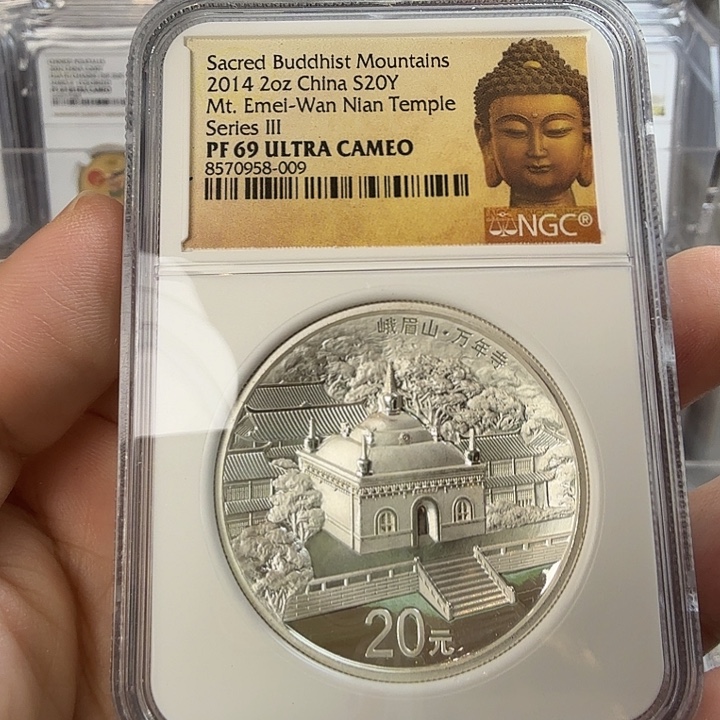 Sacred Buddhist Mountains
2014 2oz China S20Y
Mt. Emei-Wan Nian Temple
Series III
PF 69 ULTRA CAMEO
8570958-009
NGC®
峨眉山·万年寺
20元